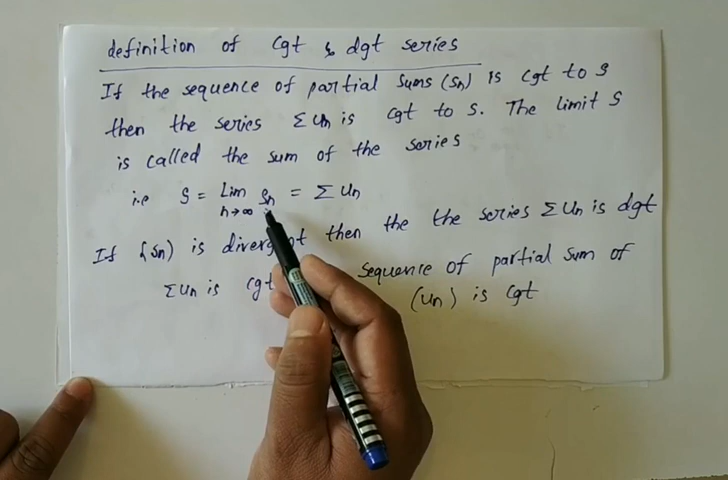 definition of cgt & dgt series
If the sequence of partial sums (Sn) is cgt to S
then the series Σ Un is cgt to S. The limit S
is called the sum of the series
i.e S = Lim n→∞ Sn = Σ Un
If (Sn) is divergent then the the series Σ Un is dgt
Σ Un is cgt sequence of partial sum of
(Un) is cgt